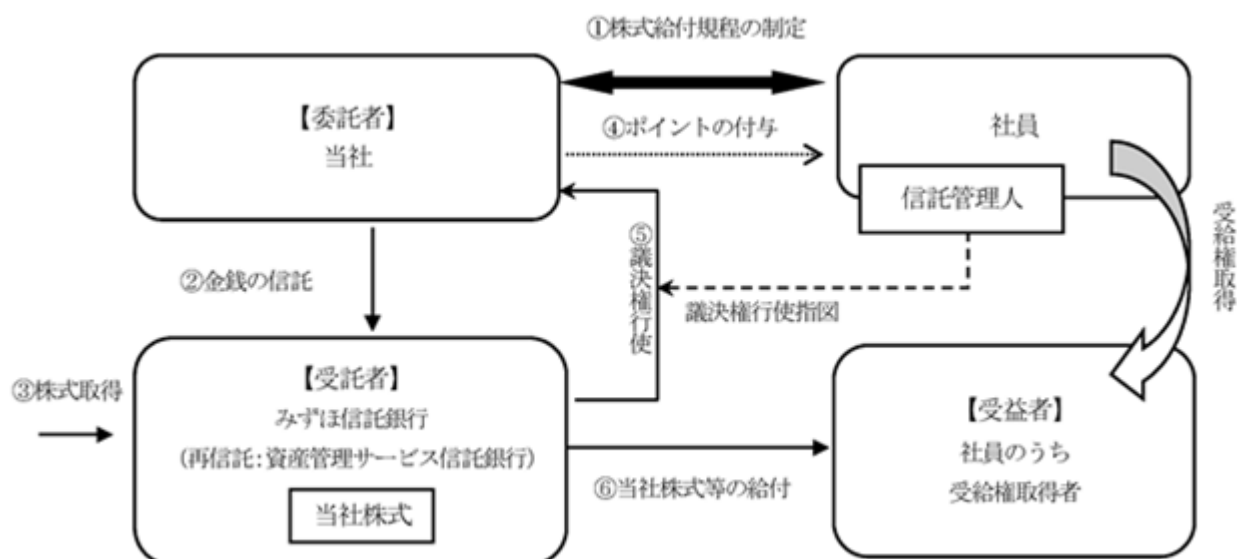 ①株式給付規程の制定
【委託者】
当社
④ポイントの付与
社員
信託管理人
②金銭の信託
⑤議決権行使
議決権行使指図
受給権取得
③株式取得
【受託者】
みずほ信託銀行
(再信託:資産管理サービス信託銀行)
当社株式
⑥当社株式等の給付
【受益者】
社員のうち
受給権取得者